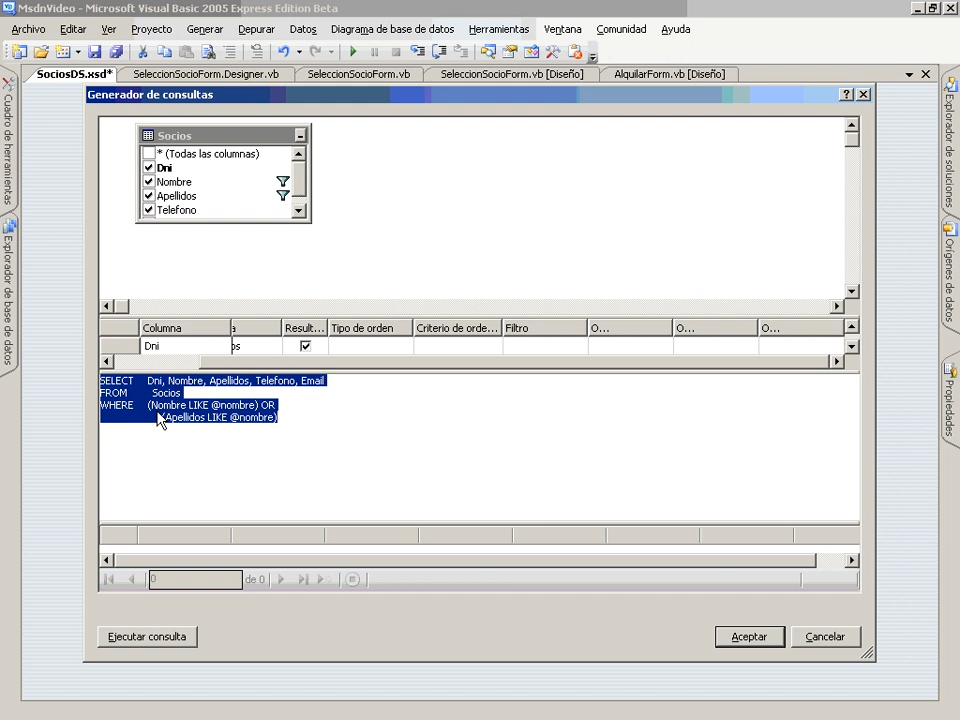 MsdnVideo - Microsoft Visual Basic 2005 Express Edition Beta
Archivo Editar Ver Proyecto Generar Depurar Datos Diagrama de base de datos Herramientas Ventana Comunidad Ayuda
SociosDS.xsd* SeleccionSocioForm.Designer.vb SeleccionSocioForm.vb SeleccionSocioForm.vb [Diseño] AlquilarForm.vb [Diseño]
Cuadro de herramientas
Explorador de base de datos
Explorador de soluciones
Orígenes de datos
Propiedades
Generador de consultas
Socios
* (Todas las columnas)
Dni
Nombre
Apellidos
Telefono
Columna a Result... Tipo de orden Criterio de orde... Filtro O... O... O...
Dni os
SELECT Dni, Nombre, Apellidos, Telefono, Email
FROM Socios
WHERE (Nombre LIKE @nombre) OR
(Apellidos LIKE @nombre)
0 de 0
Ejecutar consulta Aceptar Cancelar